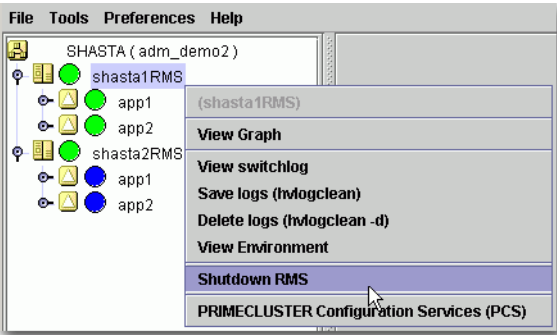 File Tools Preferences Help
SHASTA ( adm_demo2 )
shasta1RMS
app1
app2
shasta2RMS
app1
app2
(shasta1RMS)
View Graph
View switchlog
Save logs (hvlogclean)
Delete logs (hvlogclean -d)
View Environment
Shutdown RMS
PRIMECLUSTER Configuration Services (PCS)